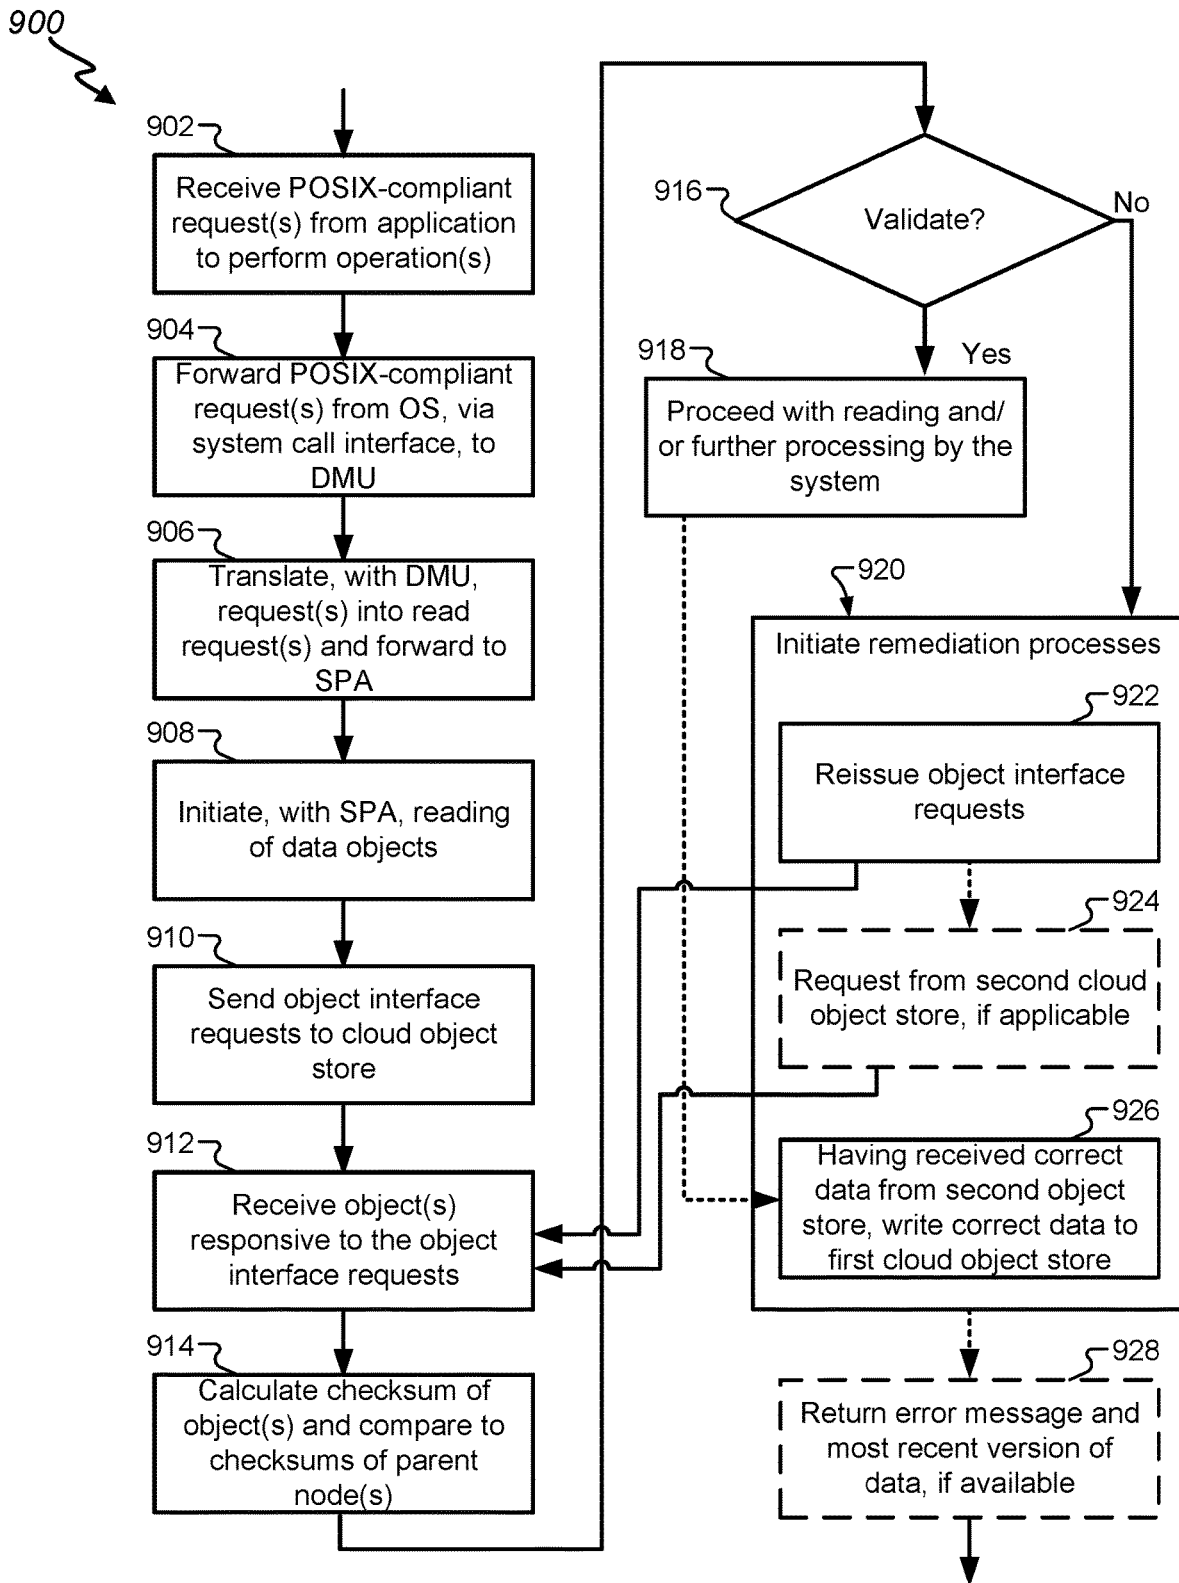 900
902
Receive POSIX-compliant
request(s) from application
to perform operation(s)
904
Forward POSIX-compliant
request(s) from OS, via
system call interface, to
DMU
906
Translate, with DMU,
request(s) into read
request(s) and forward to
SPA
908
Initiate, with SPA, reading
of data objects
910
Send object interface
requests to cloud object
store
912
Receive object(s)
responsive to the object
interface requests
914
Calculate checksum of
object(s) and compare to
checksums of parent
node(s)
916
Validate?
No
Yes
918
Proceed with reading and/
or further processing by the
system
920
Initiate remediation processes
922
Reissue object interface
requests
924
Request from second cloud
object store, if applicable
926
Having received correct
data from second object
store, write correct data to
first cloud object store
928
Return error message and
most recent version of
data, if available